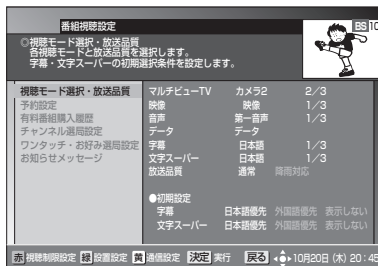 番組視聴設定
BS 10
◎視聴モード選択・放送品質
各視聴モードと放送品質を選択します。
字幕・文字スーパーの初期選択条件を設定します。
視聴モード選択・放送品質
予約設定
有料番組購入履歴
チャンネル選局設定
ワンタッチ・お好み選局設定
お知らせメッセージ
マルチビューTV カメラ2 2/3
映像 映像 1/3
音声 第一音声 1/3
データ データ
字幕 日本語 1/3
文字スーパー 日本語 1/3
放送品質 通常 降雨対応
●初期設定
字幕 日本語優先 外国語優先 表示しない
文字スーパー 日本語優先 外国語優先 表示しない
赤 視聴制限設定 緑 設置設定 黄 通信設定 決定 実行 戻る 10月20日(木) 20:45